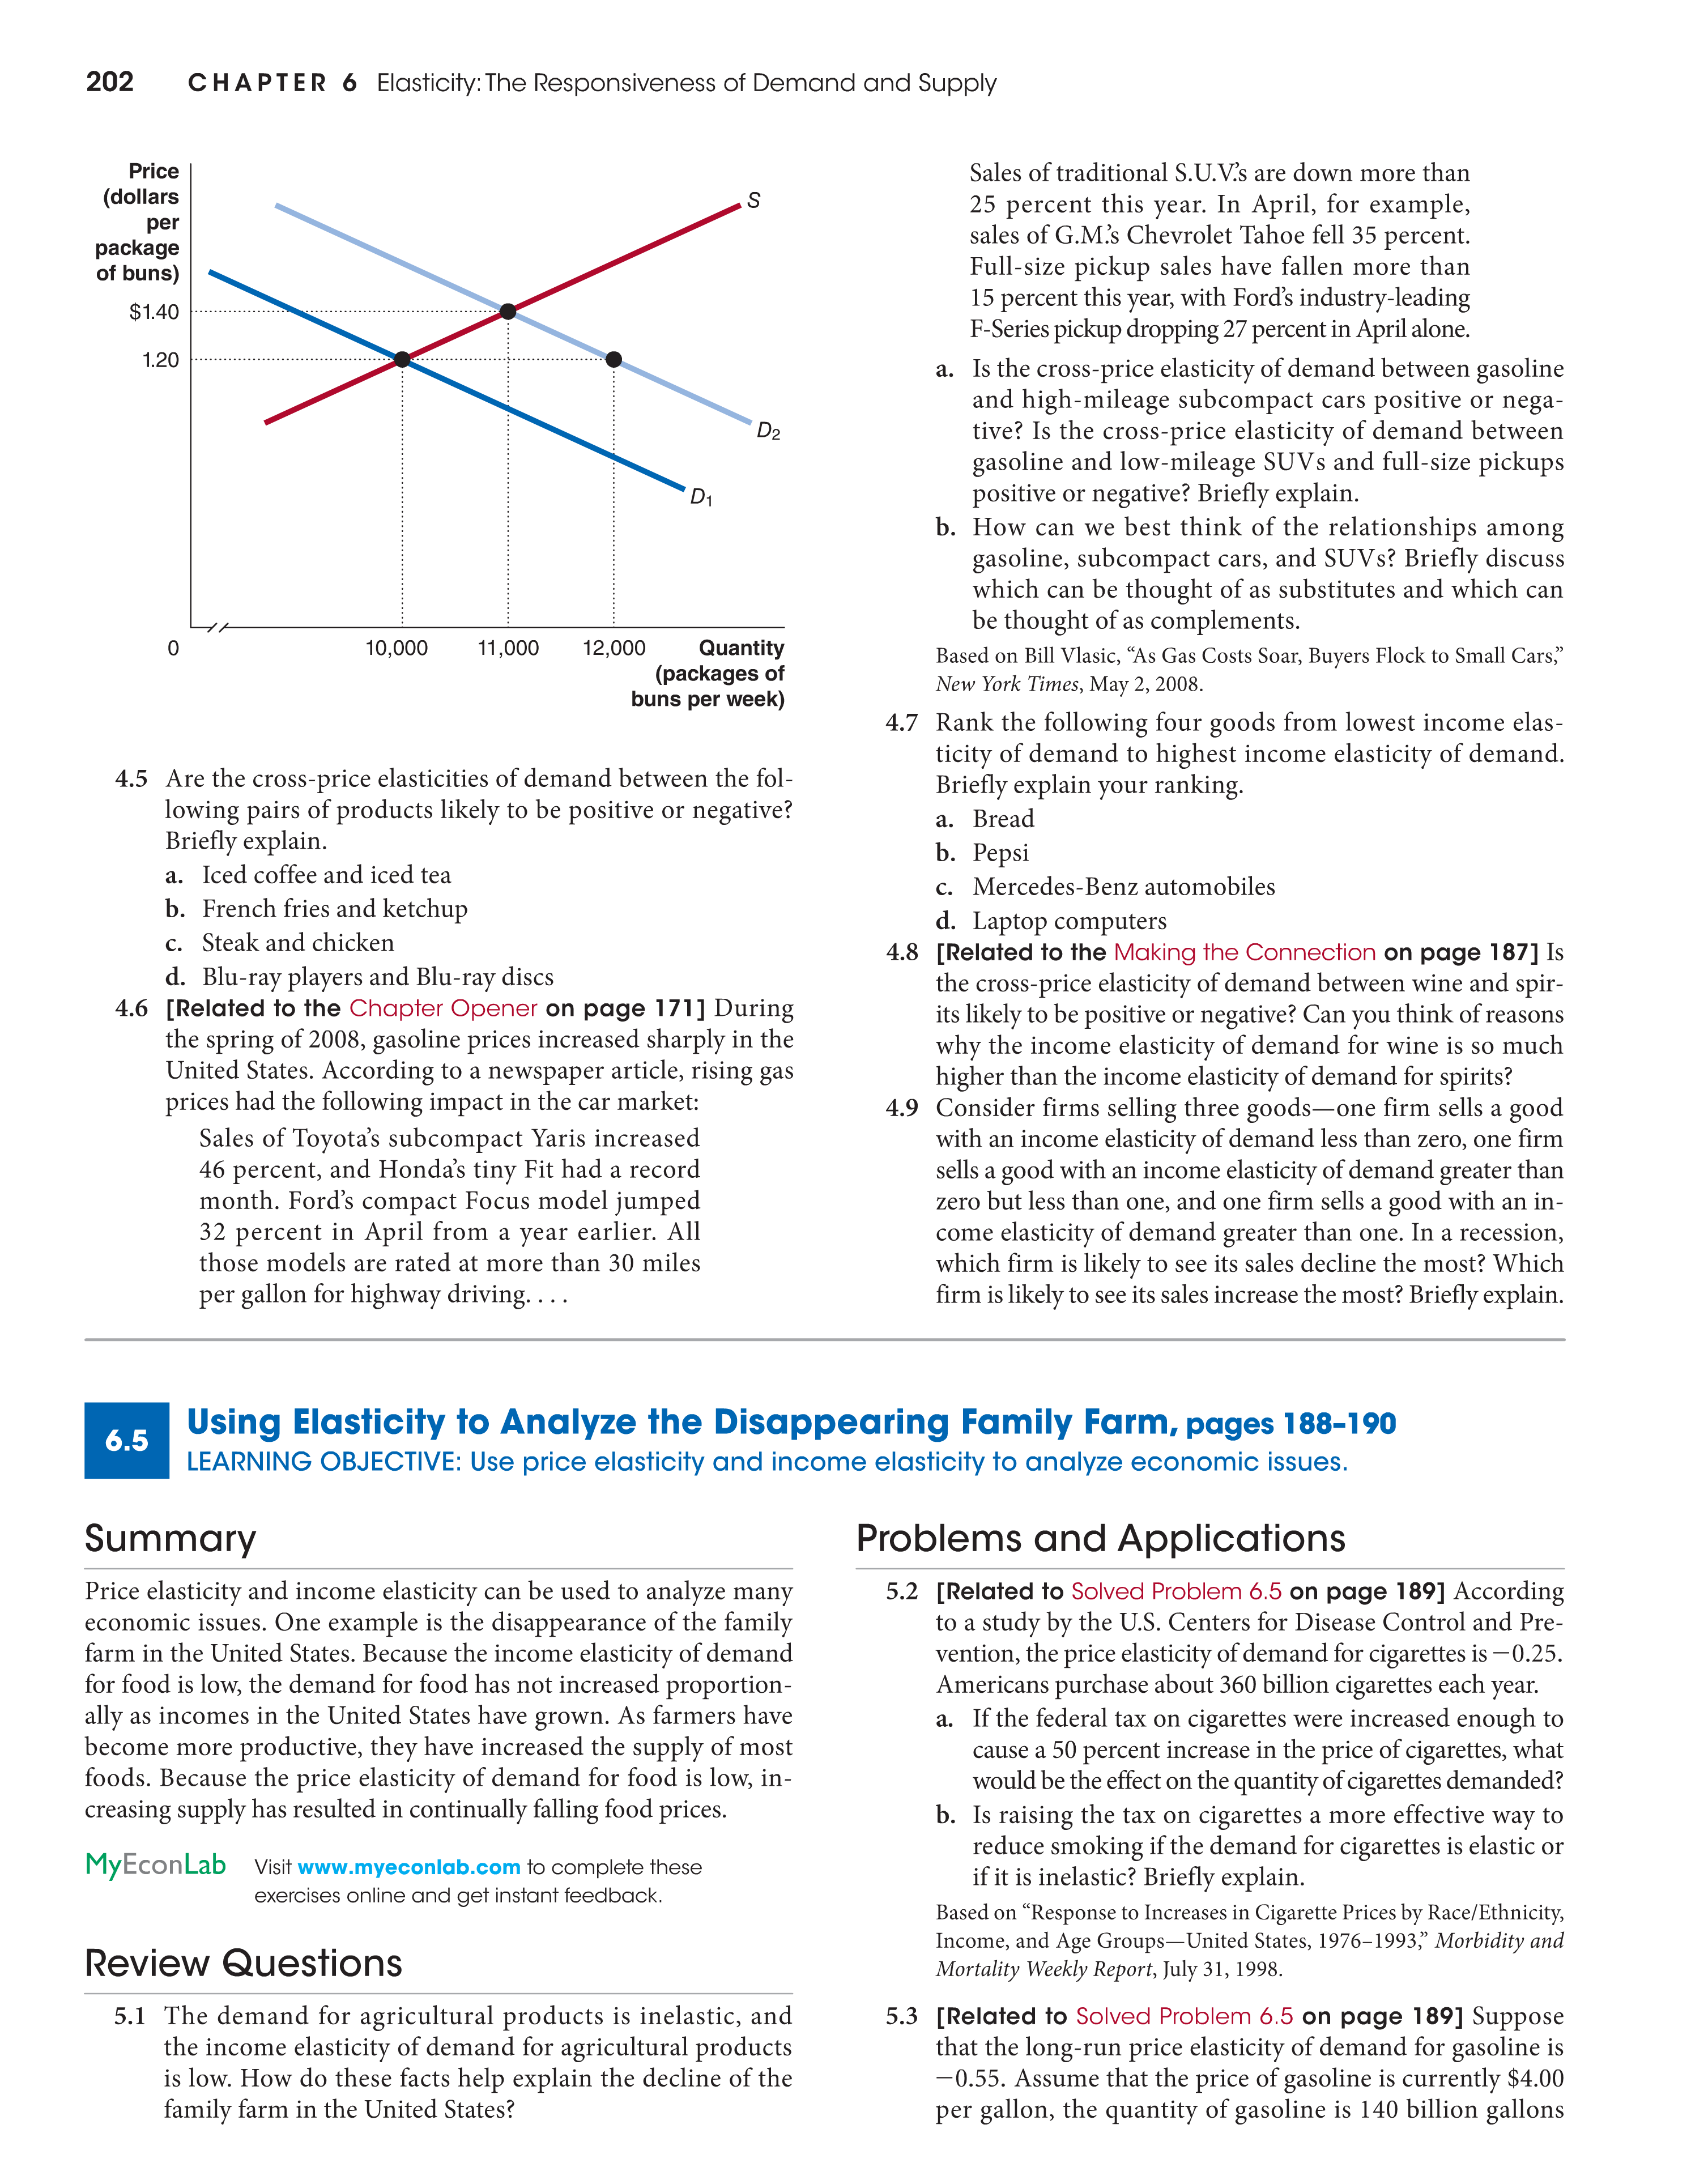 202 CHAPTER 6 Elasticity: The Responsiveness of Demand and Supply
Price
(dollars
per
package
of buns)
$1.40
1.20
S
D2
D1
0
10,000
11,000
12,000
Quantity
(packages of
buns per week)
4.5 Are the cross-price elasticities of demand between the fol-
lowing pairs of products likely to be positive or negative?
Briefly explain.
a. Iced coffee and iced tea
b. French fries and ketchup
c. Steak and chicken
d. Blu-ray players and Blu-ray discs
4.6 [Related to the Chapter Opener on page 171] During
the spring of 2008, gasoline prices increased sharply in the
United States. According to a newspaper article, rising gas
prices had the following impact in the car market:
Sales of Toyota’s subcompact Yaris increased
46 percent, and Honda’s tiny Fit had a record
month. Ford’s compact Focus model jumped
32 percent in April from a year earlier. All
those models are rated at more than 30 miles
per gallon for highway driving. . . .
Sales of traditional S.U.V.’s are down more than
25 percent this year. In April, for example,
sales of G.M.’s Chevrolet Tahoe fell 35 percent.
Full-size pickup sales have fallen more than
15 percent this year, with Ford’s industry-leading
F-Series pickup dropping 27 percent in April alone.
a. Is the cross-price elasticity of demand between gasoline
and high-mileage subcompact cars positive or nega-
tive? Is the cross-price elasticity of demand between
gasoline and low-mileage SUVs and full-size pickups
positive or negative? Briefly explain.
b. How can we best think of the relationships among
gasoline, subcompact cars, and SUVs? Briefly discuss
which can be thought of as substitutes and which can
be thought of as complements.
Based on Bill Vlasic, “As Gas Costs Soar, Buyers Flock to Small Cars,”
New York Times, May 2, 2008.
4.7 Rank the following four goods from lowest income elas-
ticity of demand to highest income elasticity of demand.
Briefly explain your ranking.
a. Bread
b. Pepsi
c. Mercedes-Benz automobiles
d. Laptop computers
4.8 [Related to the Making the Connection on page 187] Is
the cross-price elasticity of demand between wine and spir-
its likely to be positive or negative? Can you think of reasons
why the income elasticity of demand for wine is so much
higher than the income elasticity of demand for spirits?
4.9 Consider firms selling three goods—one firm sells a good
with an income elasticity of demand less than zero, one firm
sells a good with an income elasticity of demand greater than
zero but less than one, and one firm sells a good with an in-
come elasticity of demand greater than one. In a recession,
which firm is likely to see its sales decline the most? Which
firm is likely to see its sales increase the most? Briefly explain.
6.5 Using Elasticity to Analyze the Disappearing Family Farm, pages 188–190
LEARNING OBJECTIVE: Use price elasticity and income elasticity to analyze economic issues.
Summary
Price elasticity and income elasticity can be used to analyze many
economic issues. One example is the disappearance of the family
farm in the United States. Because the income elasticity of demand
for food is low, the demand for food has not increased proportion-
ally as incomes in the United States have grown. As farmers have
become more productive, they have increased the supply of most
foods. Because the price elasticity of demand for food is low, in-
creasing supply has resulted in continually falling food prices.
MyEconLab Visit www.myeconlab.com to complete these
exercises online and get instant feedback.
Review Questions
5.1 The demand for agricultural products is inelastic, and
the income elasticity of demand for agricultural products
is low. How do these facts help explain the decline of the
family farm in the United States?
Problems and Applications
5.2 [Related to Solved Problem 6.5 on page 189] According
to a study by the U.S. Centers for Disease Control and Pre-
vention, the price elasticity of demand for cigarettes is −0.25.
Americans purchase about 360 billion cigarettes each year.
a. If the federal tax on cigarettes were increased enough to
cause a 50 percent increase in the price of cigarettes, what
would be the effect on the quantity of cigarettes demanded?
b. Is raising the tax on cigarettes a more effective way to
reduce smoking if the demand for cigarettes is elastic or
if it is inelastic? Briefly explain.
Based on “Response to Increases in Cigarette Prices by Race/Ethnicity,
Income, and Age Groups—United States, 1976–1993,” Morbidity and
Mortality Weekly Report, July 31, 1998.
5.3 [Related to Solved Problem 6.5 on page 189] Suppose
that the long-run price elasticity of demand for gasoline is
−0.55. Assume that the price of gasoline is currently $4.00
per gallon, the quantity of gasoline is 140 billion gallons